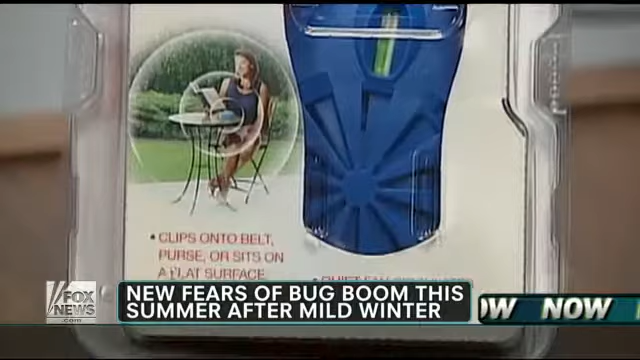 • CLIPS ONTO BELT,
PURSE, OR SITS ON
A FLAT SURFACE.
FOX
NEWS
.com
NEW FEARS OF BUG BOOM THIS
SUMMER AFTER MILD WINTER
OW NOW